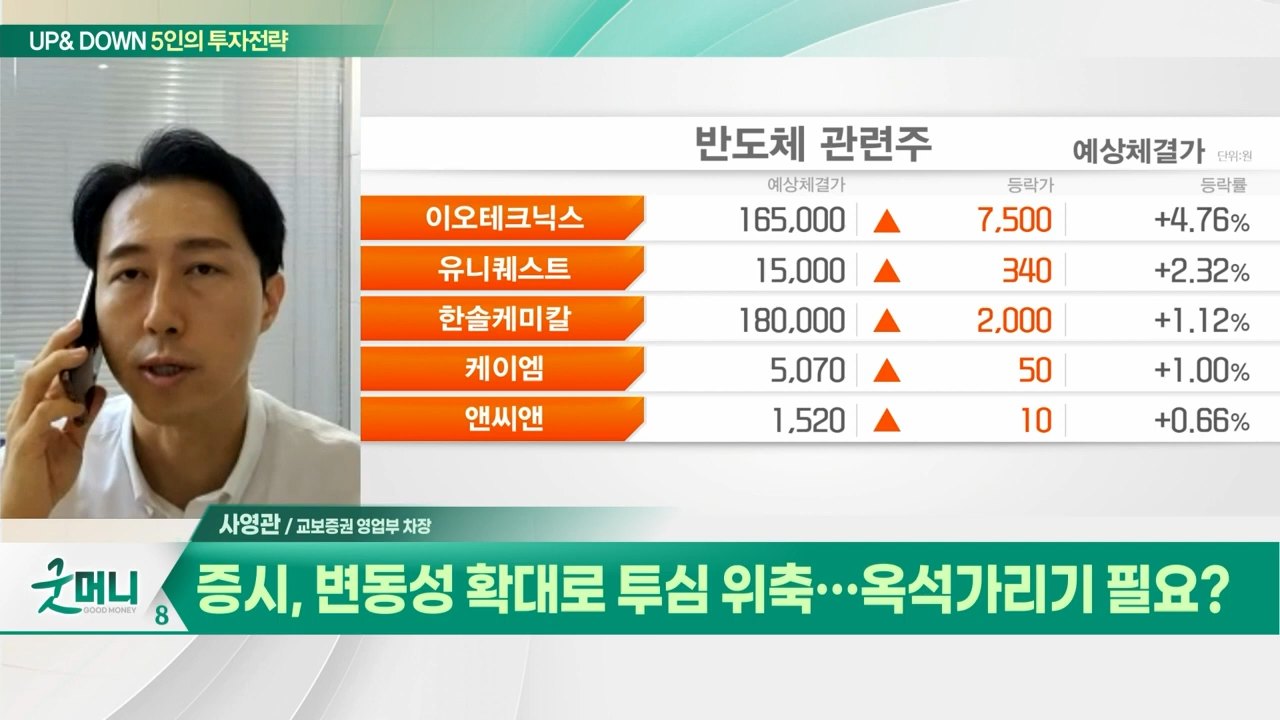 UP& DOWN 5인의 투자전략
반도체 관련주
예상체결가 단위:원
예상체결가 등락가 등락률
이오테크닉스 165,000 ▲ 7,500 +4.76%
유니퀘스트 15,000 ▲ 340 +2.32%
한솔케미칼 180,000 ▲ 2,000 +1.12%
케이엠 5,070 ▲ 50 +1.00%
앤씨앤 1,520 ▲ 10 +0.66%
사영관 / 교보증권 영업부 차장
굿머니
GOOD MONEY
8
증시, 변동성 확대로 투심 위축…옥석가리기 필요?